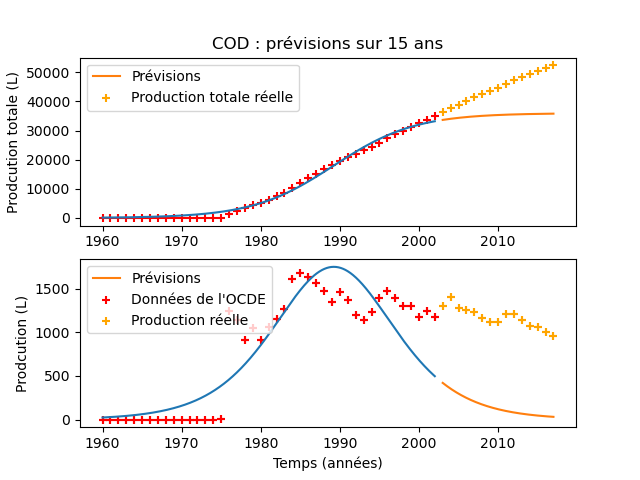 COD : prévisions sur 15 ans
Prodcution totale (L)
50000
40000
30000
20000
10000
0
Prévisions
Production totale réelle
1960 1970 1980 1990 2000 2010
Prodcution (L)
1500
1000
500
0
Prévisions
Données de l'OCDE
Production réelle
1960 1970 1980 1990 2000 2010
Temps (années)